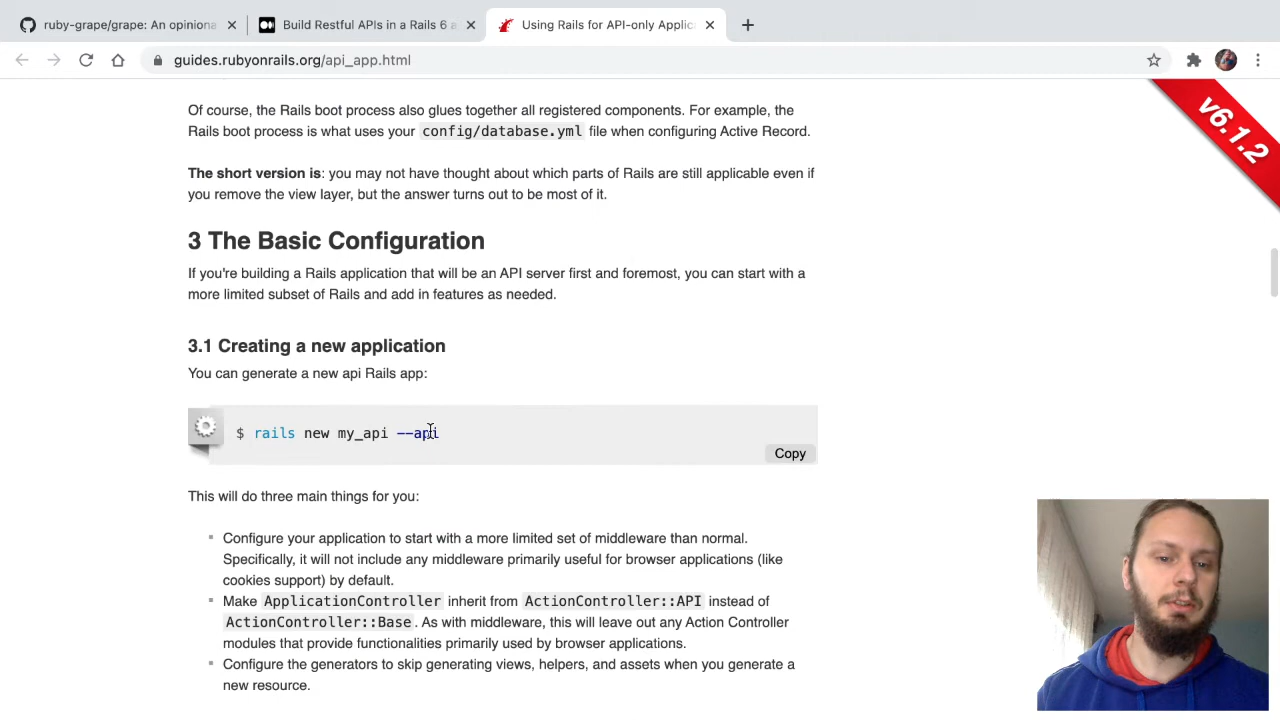 ruby-grape/grape: An opiniona
Build Restful APIs in a Rails 6 a
Using Rails for API-only Applic
guides.rubyonrails.org/api_app.html
v6.1.2
Of course, the Rails boot process also glues together all registered components. For example, the
Rails boot process is what uses your config/database.yml file when configuring Active Record.
The short version is: you may not have thought about which parts of Rails are still applicable even if
you remove the view layer, but the answer turns out to be most of it.
3 The Basic Configuration
If you're building a Rails application that will be an API server first and foremost, you can start with a
more limited subset of Rails and add in features as needed.
3.1 Creating a new application
You can generate a new api Rails app:
$ rails new my_api --api
Copy
This will do three main things for you:
Configure your application to start with a more limited set of middleware than normal.
Specifically, it will not include any middleware primarily useful for browser applications (like
cookies support) by default.
Make ApplicationController inherit from ActionController::API instead of
ActionController::Base. As with middleware, this will leave out any Action Controller
modules that provide functionalities primarily used by browser applications.
Configure the generators to skip generating views, helpers, and assets when you generate a
new resource.